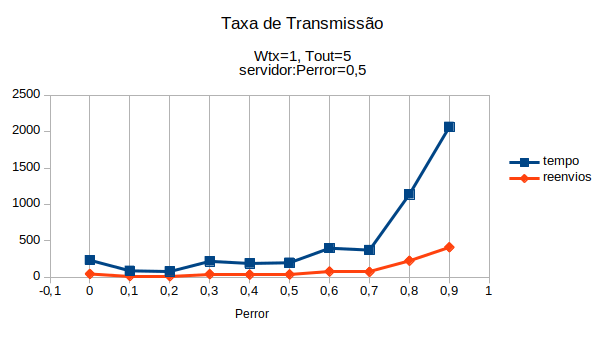 Taxa de Transmissão
Wtx=1, Tout=5
servidor:Perror=0,5
2500
2000
1500
1000
500
0
-0,1 0 0,1 0,2 0,3 0,4 0,5 0,6 0,7 0,8 0,9 1
Perror
tempo
reenvios